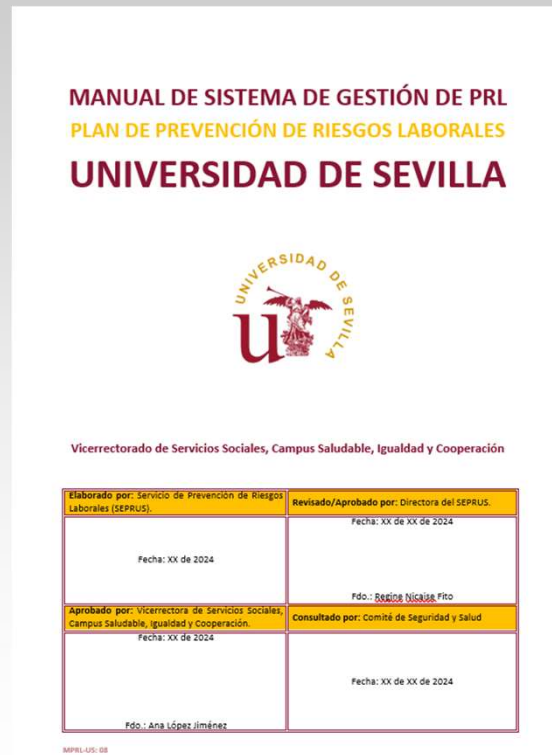 MANUAL DE SISTEMA DE GESTIÓN DE PRL
PLAN DE PREVENCIÓN DE RIESGOS LABORALES
UNIVERSIDAD DE SEVILLA
UNIVERSIDAD DE SEVILLA
u
Vicerrectorado de Servicios Sociales, Campus Saludable, Igualdad y Cooperación
Elaborado por: Servicio de Prevención de Riesgos
Laborales (SEPRUS).
Revisado/Aprobado por: Directora del SEPRUS.
Fecha: XX de 2024
Fecha: XX de XX de 2024
Fdo.: Regine Nicaise Fito
Aprobado por: Vicerrectora de Servicios Sociales,
Campus Saludable, Igualdad y Cooperación.
Consultado por: Comité de Seguridad y Salud
Fecha: XX de 2024
Fdo.: Ana López Jiménez
Fecha: XX de XX de 2024
MPRL-US: 08